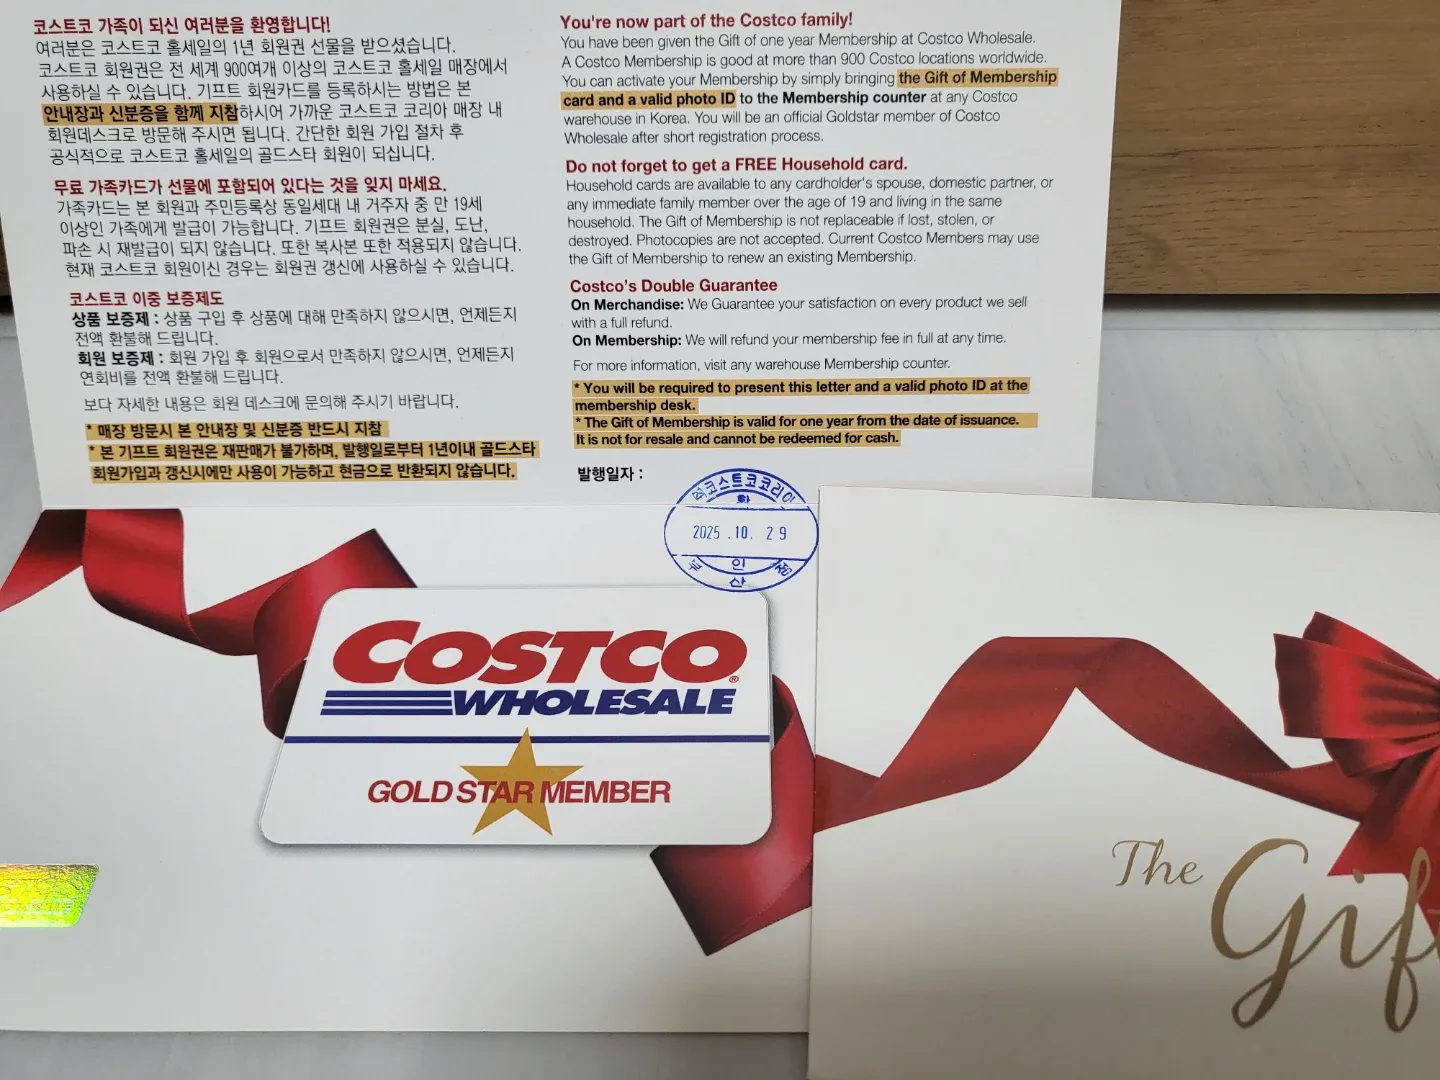 코스트코 가족이 되신 여러분을 환영합니다!
여러분은 코스트코 홀세일의 1년 회원권 선물을 받으셨습니다.
코스트코 회원권은 전 세계 900여개 이상의 코스트코 홀세일 매장에서
사용하실 수 있습니다. 기프트 회원카드를 등록하시는 방법은 본
안내장과 신분증을 함께 지참하시어 가까운 코스트코 코리아 매장 내
회원데스크로 방문해 주시면 됩니다. 간단한 회원 가입 절차 후
공식적으로 코스트코 홀세일의 골드스타 회원이 되십니다.
무료 가족카드가 선물에 포함되어 있다는 것을 잊지 마세요.
가족카드는 본 회원과 주민등록상 동일세대 내 거주자 중 만 19세
이상인 가족에게 발급이 가능합니다. 기프트 회원권은 분실, 도난,
파손 시 재발급이 되지 않습니다. 또한 복사본 또한 적용되지 않습니다.
현재 코스트코 회원이신 경우는 회원권 갱신에 사용하실 수 있습니다.
코스트코 이중 보증제도
상품 보증제 : 상품 구입 후 상품에 대해 만족하지 않으시면, 언제든지
전액 환불해 드립니다.
회원 보증제 : 회원 가입 후 회원으로서 만족하지 않으시면, 언제든지
연회비를 전액 환불해 드립니다.
보다 자세한 내용은 회원 데스크에 문의해 주시기 바랍니다.
* 매장 방문시 본 안내장 및 신분증 반드시 지참
* 본 기프트 회원권은 재판매가 불가하며, 발행일로부터 1년이내 골드스타
회원가입과 갱신시에만 사용이 가능하고 현금으로 반환되지 않습니다.
You're now part of the Costco family!
You have been given the Gift of one year Membership at Costco Wholesale.
A Costco Membership is good at more than 900 Costco locations worldwide.
You can activate your Membership by simply bringing the Gift of Membership
card and a valid photo ID to the Membership counter at any Costco
warehouse in Korea. You will be an official Goldstar member of Costco
Wholesale after short registration process.
Do not forget to get a FREE Household card.
Household cards are available to any cardholder's spouse, domestic partner, or
any immediate family member over the age of 19 and living in the same
household. The Gift of Membership is not replaceable if lost, stolen, or
destroyed. Photocopies are not accepted. Current Costco Members may use
the Gift of Membership to renew an existing Membership.
Costco's Double Guarantee
On Merchandise: We Guarantee your satisfaction on every product we sell
with a full refund.
On Membership: We will refund your membership fee in full at any time.
For more information, visit any warehouse Membership counter.
* You will be required to present this letter and a valid photo ID at the
membership desk.
* The Gift of Membership is valid for one year from the date of issuance.
It is not for resale and cannot be redeemed for cash.
발행일자 :
㈜코스트코코리아
2025 . 10. 29
부산
인
COSTCO®
WHOLESALE
GOLD STAR MEMBER
The
Gif